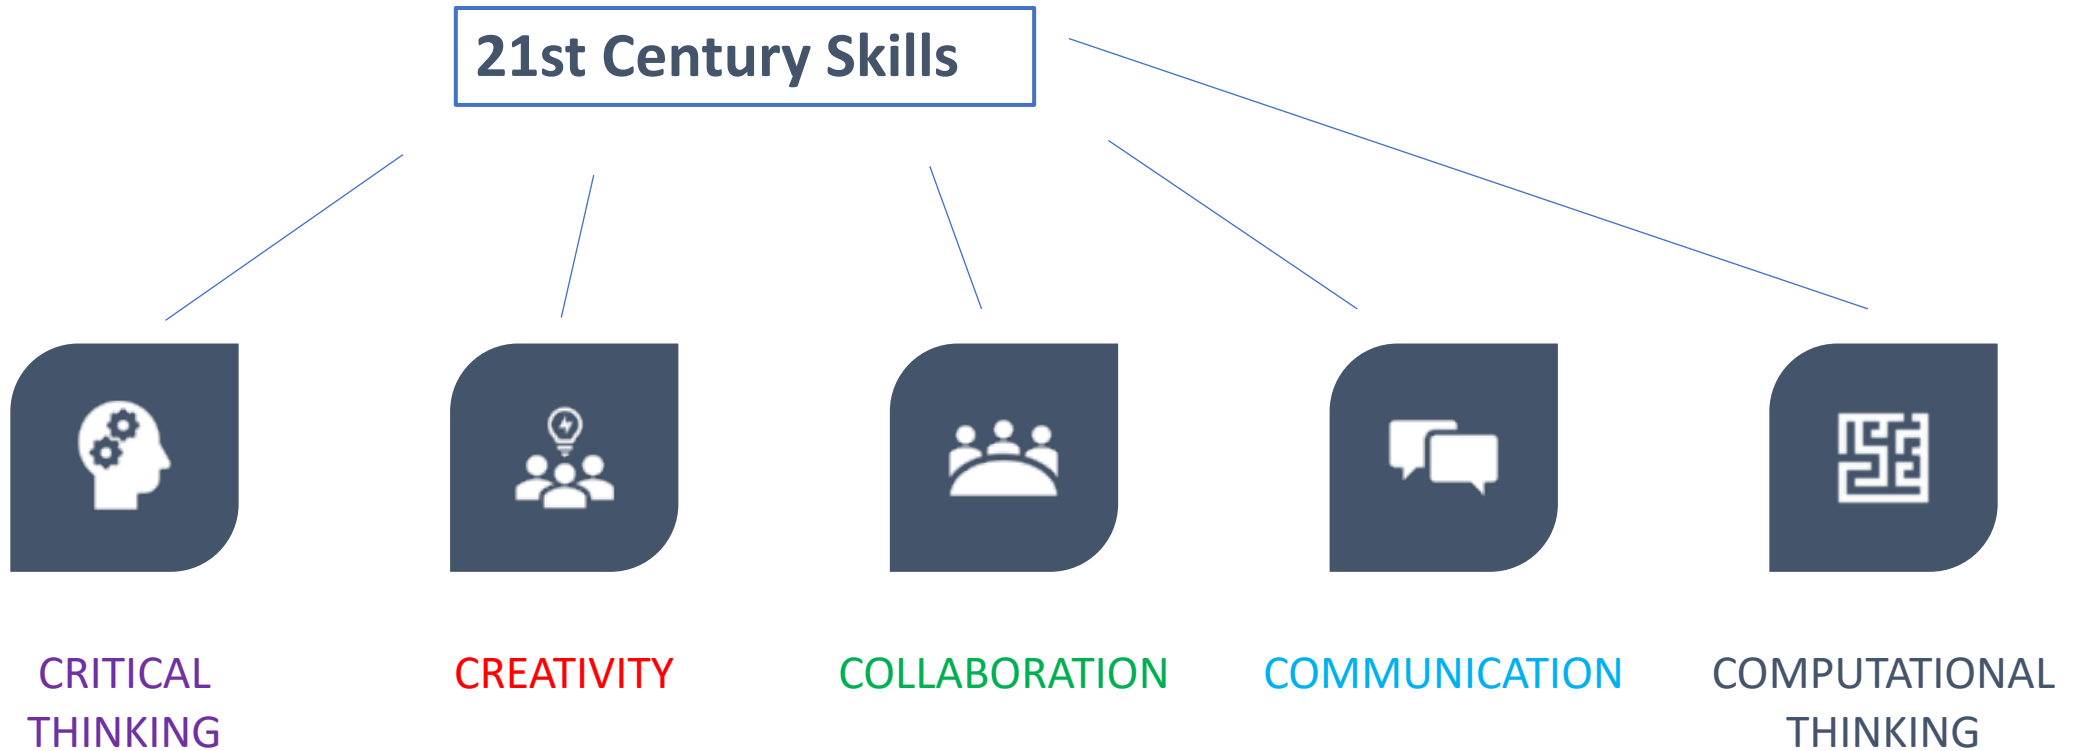 21st Century Skills
CRITICAL
THINKING
CREATIVITY
COLLABORATION
COMMUNICATION
COMPUTATIONAL
THINKING